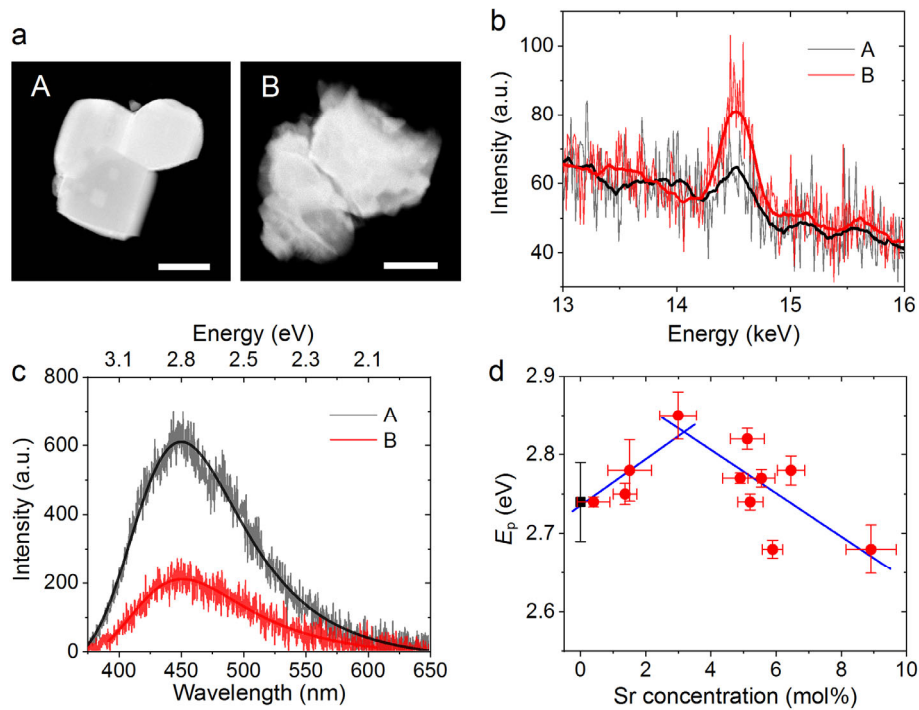 a
A
B
b
Intensity (a.u.)
100
80
60
40
A
B
13
14
15
16
Energy (keV)
c
Energy (eV)
3.1
2.8
2.5
2.3
2.1
Intensity (a.u.)
800
600
400
200
0
A
B
400
450
500
550
600
650
Wavelength (nm)
d
Ep (eV)
2.9
2.8
2.7
2.6
0
2
4
6
8
10
Sr concentration (mol%)